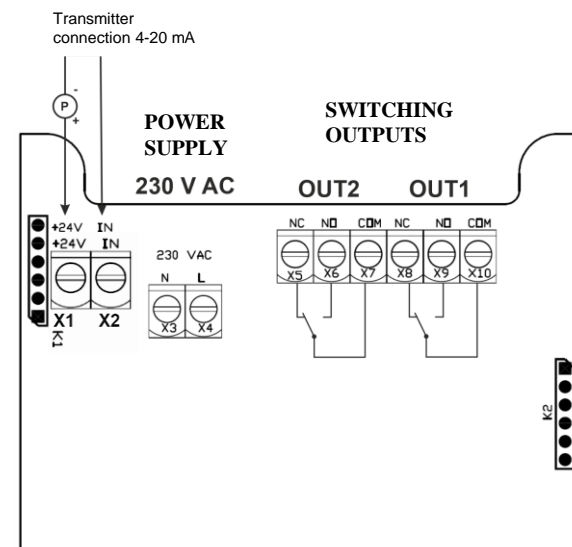 Transmitter
connection 4-20 mA
-
P
+
POWER
SUPPLY
SWITCHING
OUTPUTS
230 V AC
OUT2
OUT1
+24V IN
+24V IN
X1 X2
K1
230 VAC
N L
X3 X4
NC NO COM NC NO COM
X5 X6 X7 X8 X9 X10
K2